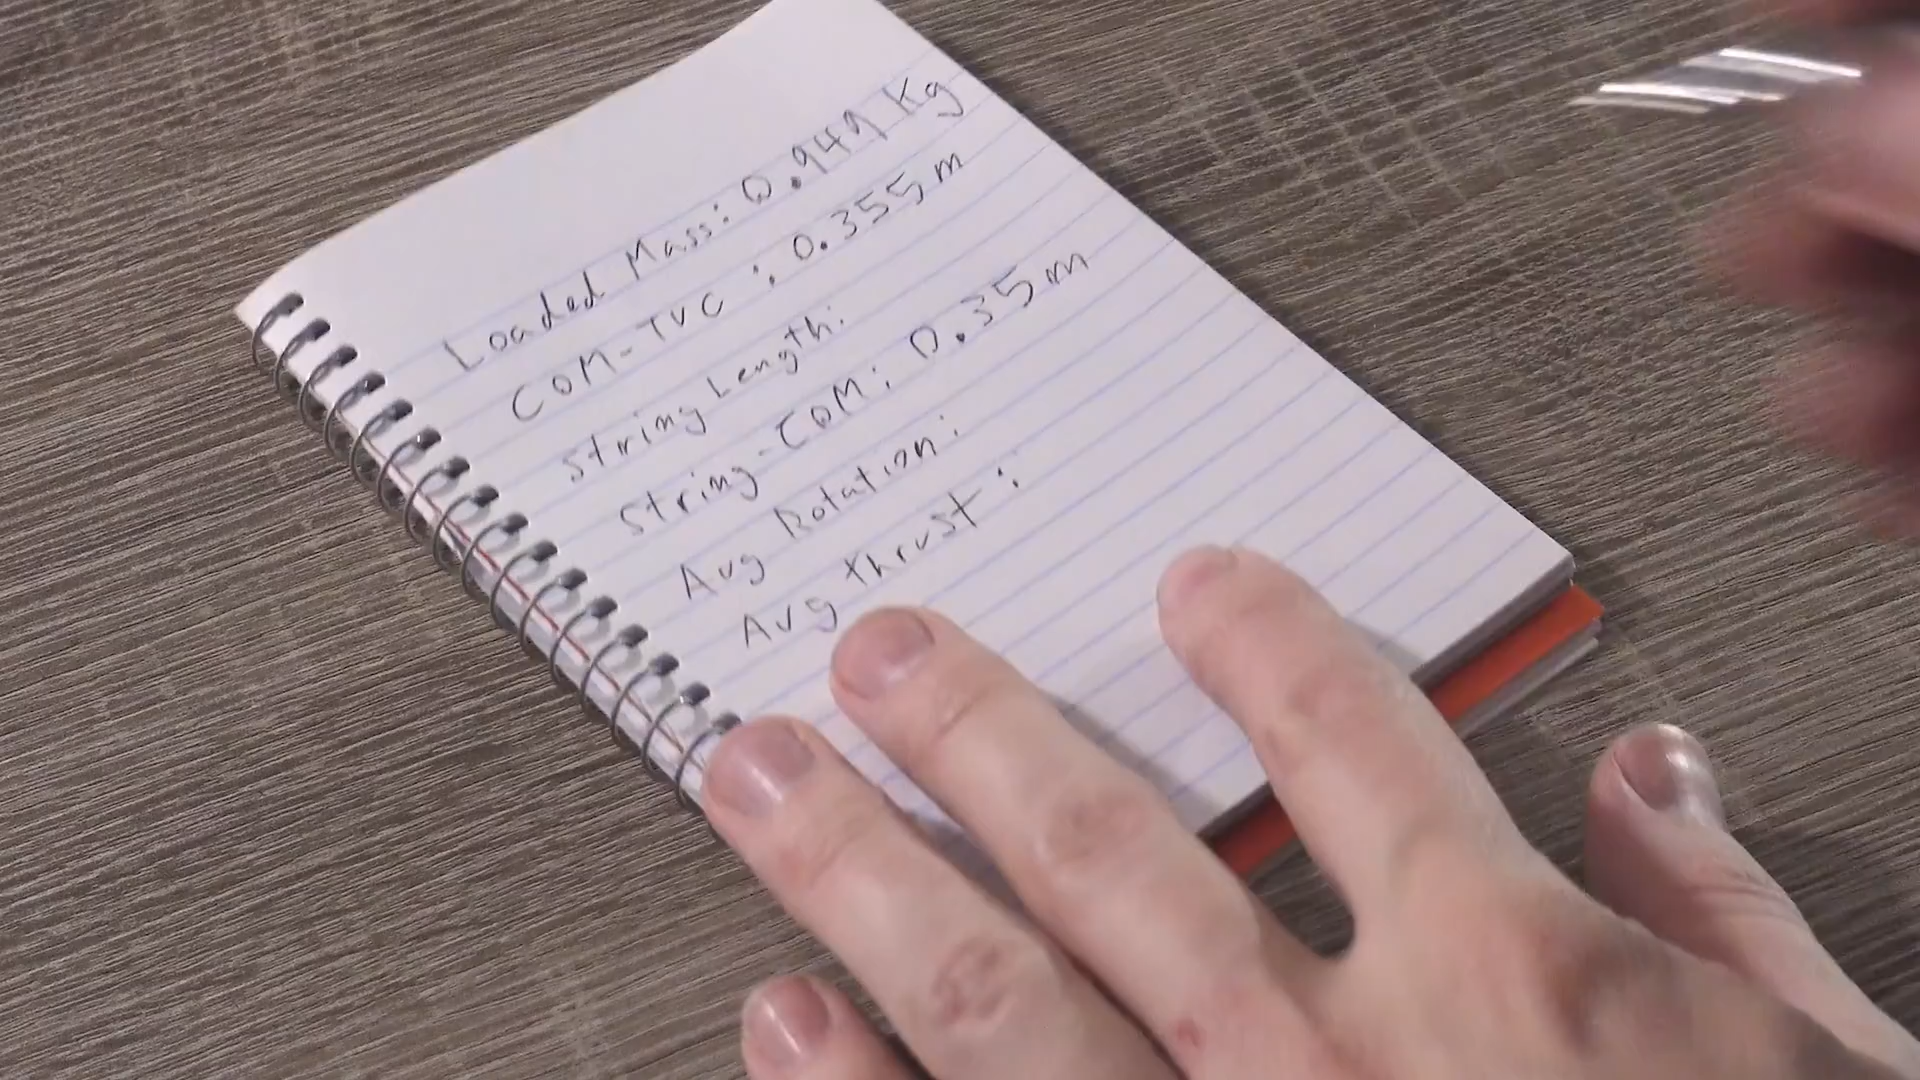 Loaded Mass: 0.949 Kg
COM-TVC: 0.355m
String Length:
String-COM: 0.35m
Avg Rotation:
Avg thrust: